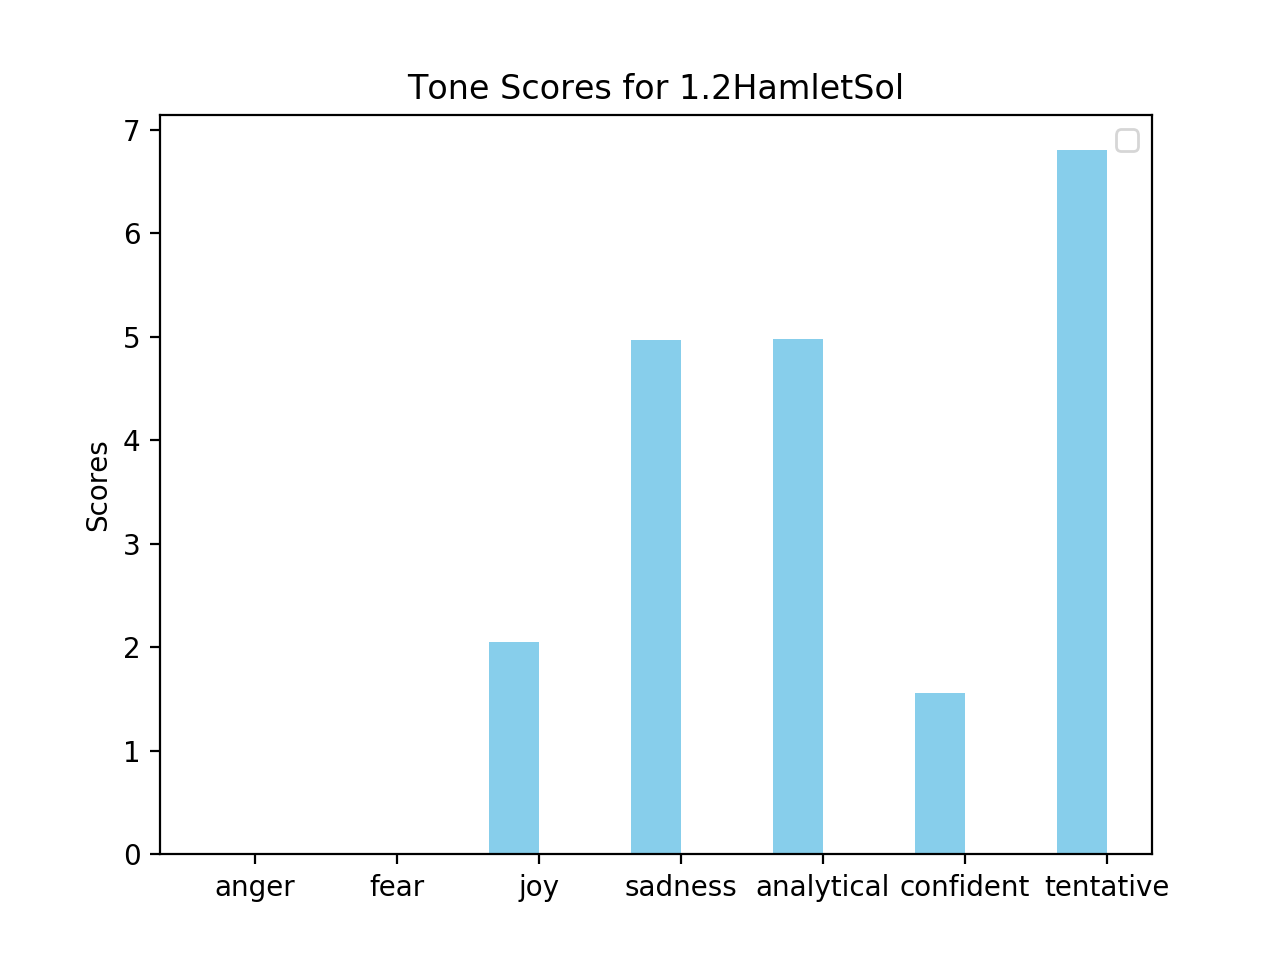 Tone Scores for 1.2HamletSol
7
6
5
4
3
2
1
0
Scores
anger fear joy sadness analytical confident tentative